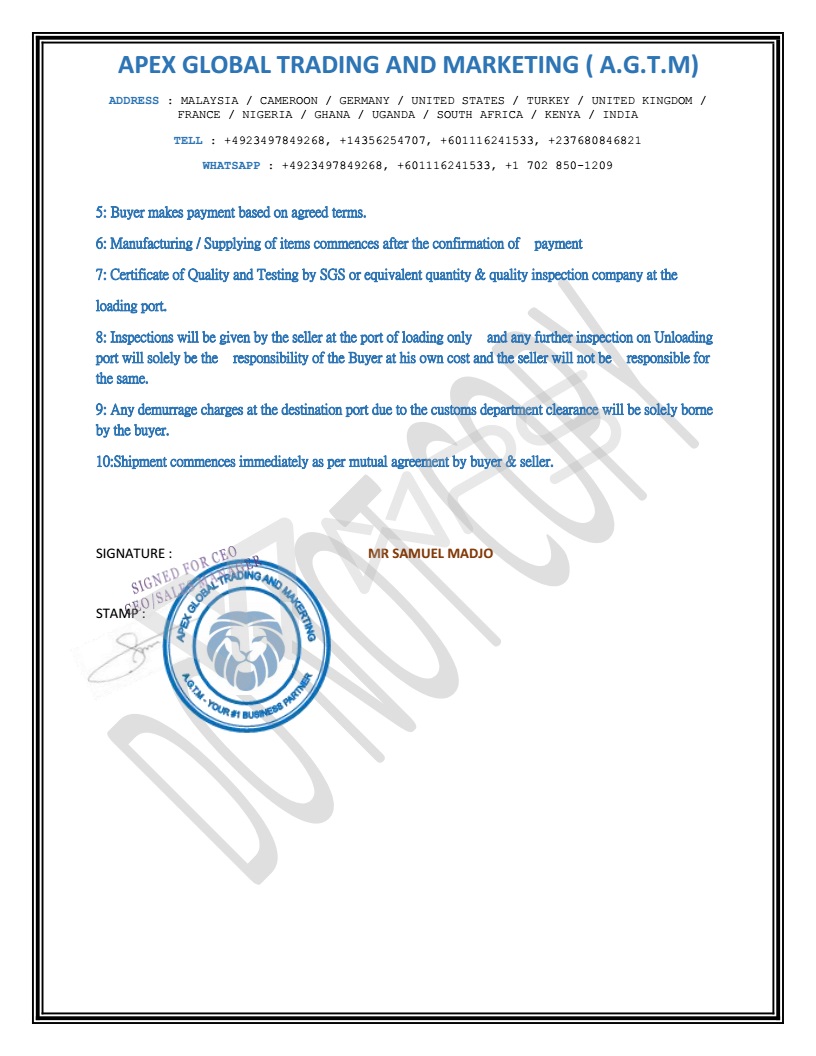 APEX GLOBAL TRADING AND MARKETING ( A.G.T.M)
ADDRESS : MALAYSIA / CAMEROON / GERMANY / UNITED STATES / TURKEY / UNITED KINGDOM /
FRANCE / NIGERIA / GHANA / UGANDA / SOUTH AFRICA / KENYA / INDIA
TELL : +4923497849268, +14356254707, +601116241533, +237680846821
WHATSAPP : +4923497849268, +601116241533, +1 702 850-1209
5: Buyer makes payment based on agreed terms.
6: Manufacturing / Supplying of items commences after the confirmation of payment
7: Certificate of Quality and Testing by SGS or equivalent quantity & quality inspection company at the
loading port.
8: Inspections will be given by the seller at the port of loading only and any further inspection on Unloading
port will solely be the responsibility of the Buyer at his own cost and the seller will not be responsible for
the same.
9: Any demurrage charges at the destination port due to the customs department clearance will be solely borne
by the buyer.
10:Shipment commences immediately as per mutual agreement by buyer & seller.
SIGNATURE :
MR SAMUEL MADJO
SIGNED FOR CEO
CEO/SALES MANAGER
STAMP :
APEX GLOBAL TRADING AND MAKERTING
A.G.T.M - YOUR #1 BUSINESS PARTNER
DO NOT COPY